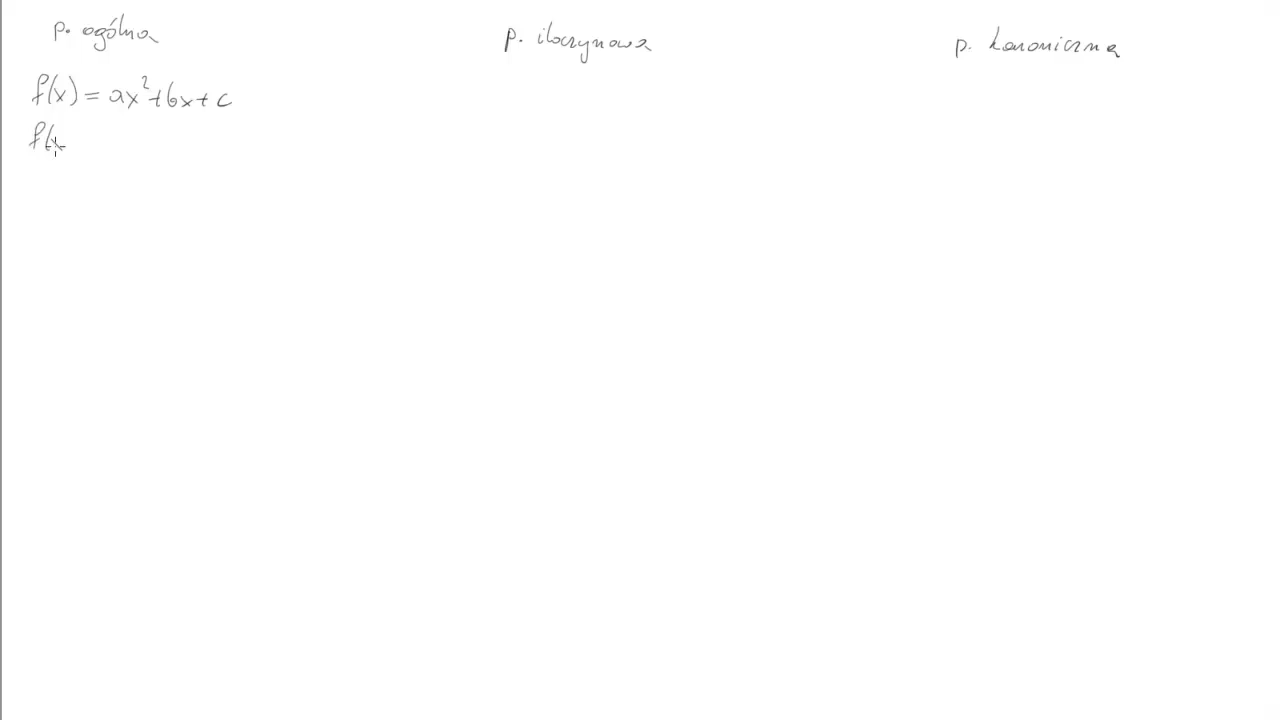 p. ogólna
p. iloczynowa
p. kanoniczna
f(x) = ax²+bx+c
f(x